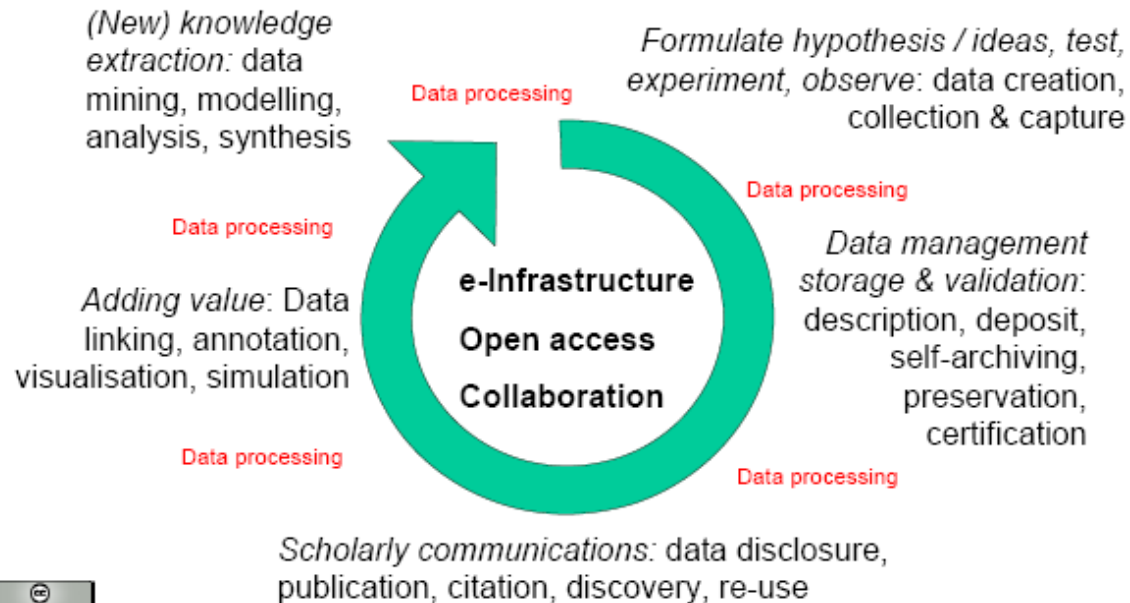 (New) knowledge
extraction: data
mining, modelling,
analysis, synthesis
Data processing
Formulate hypothesis / ideas, test,
experiment, observe: data creation,
collection & capture
Data processing
Data management
storage & validation:
description, deposit,
self-archiving,
preservation,
certification
Data processing
Scholarly communications: data disclosure,
publication, citation, discovery, re-use
Data processing
Adding value: Data
linking, annotation,
visualisation, simulation
Data processing
e-Infrastructure
Open access
Collaboration
cc